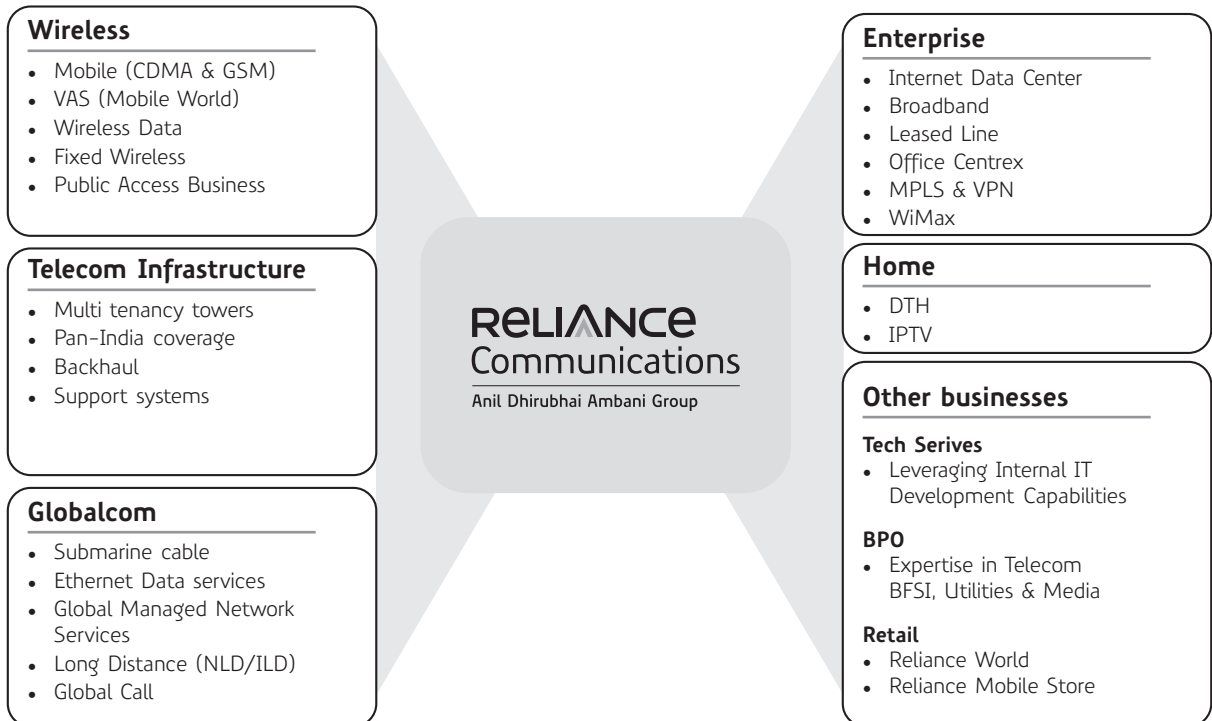 Wireless
• Mobile (CDMA & GSM)
• VAS (Mobile World)
• Wireless Data
• Fixed Wireless
• Public Access Business
Telecom Infrastructure
• Multi tenancy towers
• Pan-India coverage
• Backhaul
• Support systems
Globalcom
• Submarine cable
• Ethernet Data services
• Global Managed Network
Services
• Long Distance (NLD/ILD)
• Global Call
RELIANCE
Communications
Anil Dhirubhai Ambani Group
Enterprise
• Internet Data Center
• Broadband
• Leased Line
• Office Centrex
• MPLS & VPN
• WiMax
Home
• DTH
• IPTV
Other businesses
Tech Serives
• Leveraging Internal IT
Development Capabilities
BPO
• Expertise in Telecom
BFSI, Utilities & Media
Retail
• Reliance World
• Reliance Mobile Store